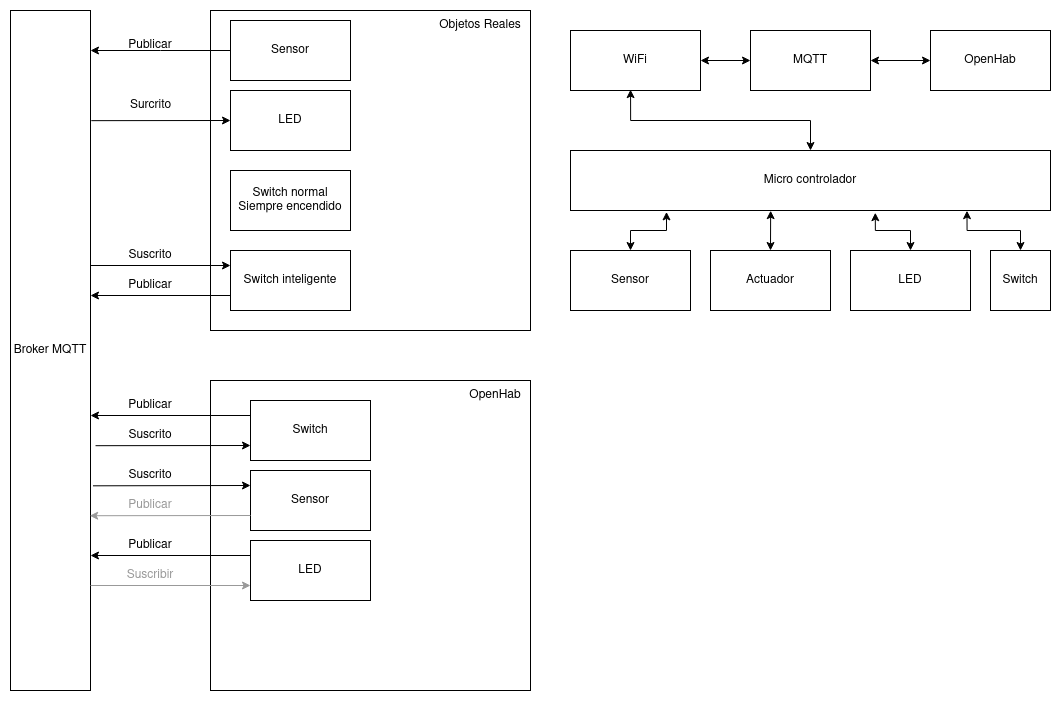 Broker MQTT
Objetos Reales
Publicar
Sensor
Surcrito
LED
Switch normal
Siempre encendido
Suscrito
Switch inteligente
Publicar
OpenHab
Publicar
Switch
Suscrito
Suscrito
Sensor
Publicar
Publicar
LED
Suscribir
WiFi
MQTT
OpenHab
Micro controlador
Sensor
Actuador
LED
Switch